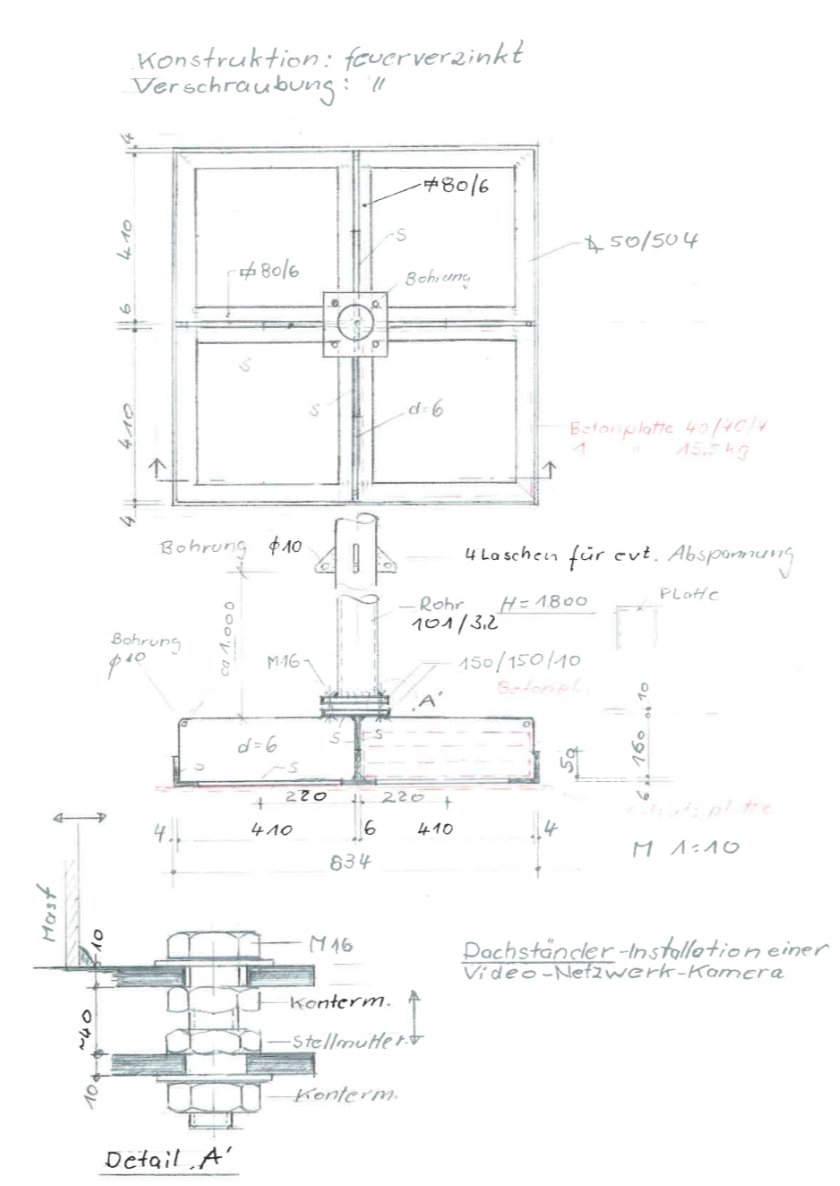 Konstruktion: feuerverzinkt
Verschraubung: "
4
410
6
410
4
⌀80/6
S
50/504
⌀80/6
Bohrung
S
S
d=6
Betonplatte 40/40/4
1 " 15,5 kg
Bohrung ϕ10
4 Laschen für evt. Abspannung
Platte
Rohr H=1800
101/3,2
ca 1.000
Bohrung
ϕ10
M16
150/150/10
Betonpl.
'A'
10
d=6
S
S
S
S
50
160
6
220 220
4 410 6 410 4
834
M 1:10
Mast
10
M16
Dachständer-Installation einer
Video-Netzwerk-Kamera
Konterm.
~40
Stellmutter
10
Konterm.
Detail 'A'